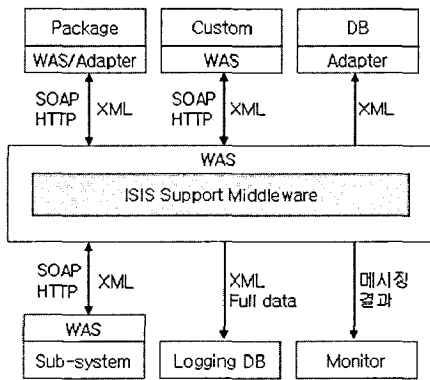 Package Custom DB
WAS/Adapter WAS Adapter
SOAP HTTP XML SOAP HTTP XML XML
WAS
ISIS Support Middleware
SOAP HTTP XML XML Full data 메시징 결과
WAS
Sub-system Logging DB Monitor